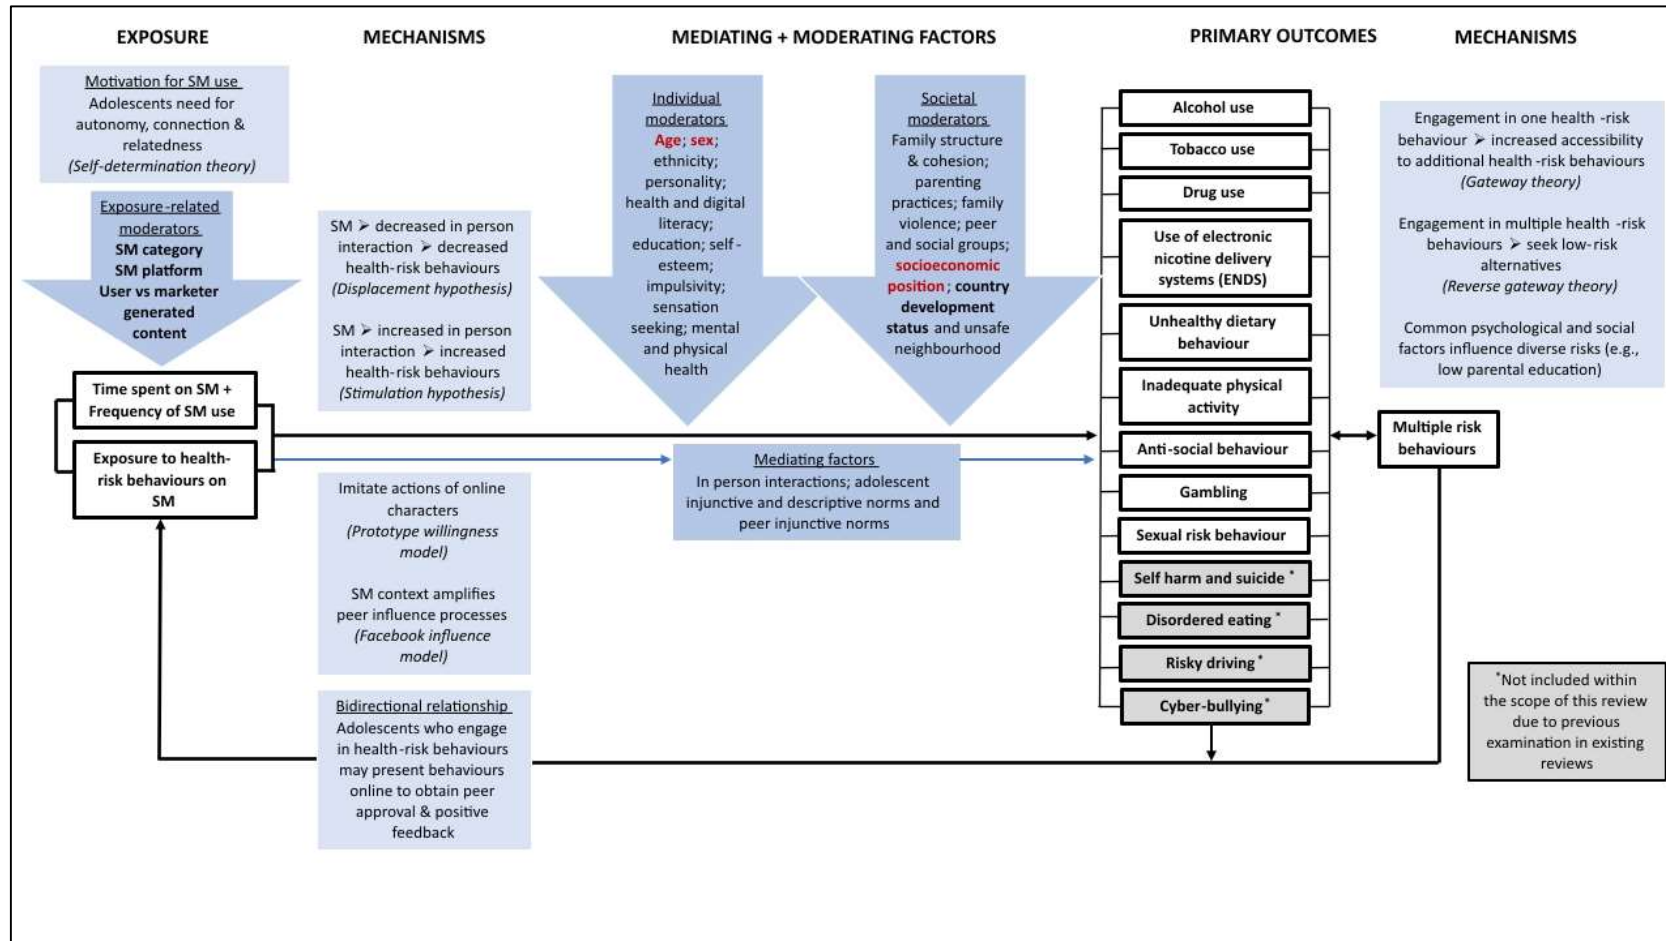 EXPOSURE
MECHANISMS
MEDIATING + MODERATING FACTORS
PRIMARY OUTCOMES
MECHANISMS
Motivation for SM use
Adolescents need for
autonomy, connection &
relatedness
(Self-determination theory)
Exposure-related
moderators
SM category
SM platform
User vs marketer
generated
content
Time spent on SM +
Frequency of SM use
Exposure to health-
risk behaviours on
SM
SM ➢ decreased in person
interaction ➢ decreased
health-risk behaviours
(Displacement hypothesis)
SM ➢ increased in person
interaction ➢ increased
health-risk behaviours
(Stimulation hypothesis)
Imitate actions of online
characters
(Prototype willingness
model)
SM context amplifies
peer influence processes
(Facebook influence
model)
Bidirectional relationship
Adolescents who engage
in health-risk behaviours
may present behaviours
online to obtain peer
approval & positive
feedback
Individual
moderators
Age; sex;
ethnicity;
personality;
health and digital
literacy;
education; self-
esteem;
impulsivity;
sensation
seeking; mental
and physical
health
Societal
moderators
Family structure
& cohesion;
parenting
practices; family
violence; peer
and social groups;
socioeconomic
position; country
development
status and unsafe
neighbourhood
Mediating factors
In person interactions; adolescent
injunctive and descriptive norms and
peer injunctive norms
Alcohol use
Tobacco use
Drug use
Use of electronic
nicotine delivery
systems (ENDS)
Unhealthy dietary
behaviour
Inadequate physical
activity
Anti-social behaviour
Gambling
Sexual risk behaviour
Self harm and suicide *
Disordered eating *
Risky driving *
Cyber-bullying *
Engagement in one health -risk
behaviour ➢ increased accessibility
to additional health -risk behaviours
(Gateway theory)
Engagement in multiple health -risk
behaviours ➢ seek low-risk
alternatives
(Reverse gateway theory)
Common psychological and social
factors influence diverse risks (e.g.,
low parental education)
Multiple risk
behaviours
*Not included within
the scope of this review
due to previous
examination in existing
reviews